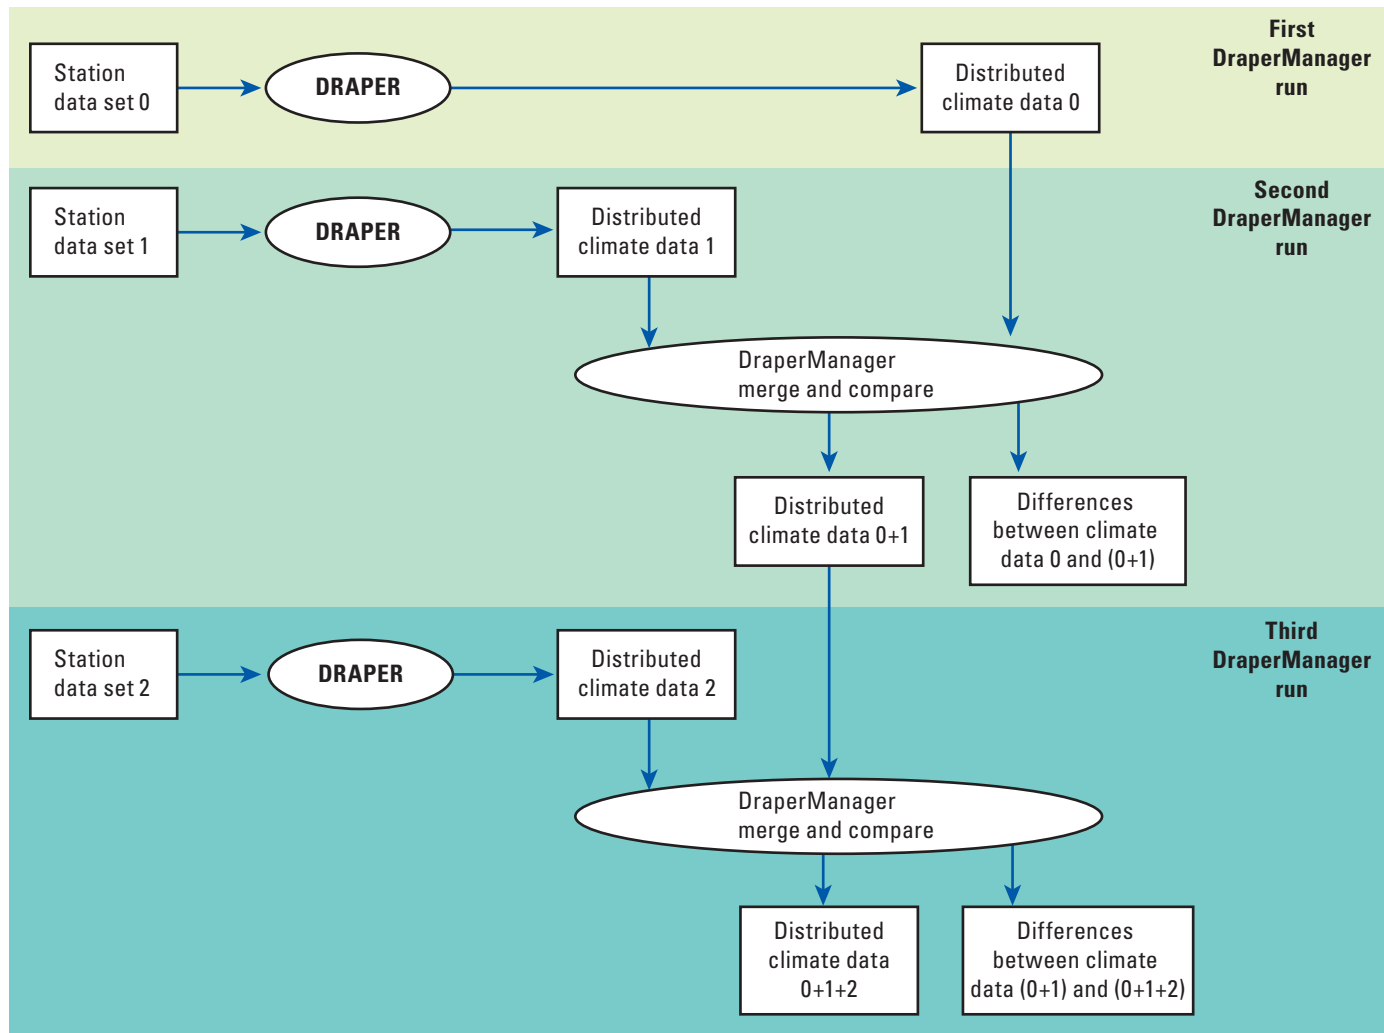 First
DraperManager
run
Station
data set 0
DRAPER
Distributed
climate data 0
Second
DraperManager
run
Station
data set 1
DRAPER
Distributed
climate data 1
DraperManager
merge and compare
Distributed
climate data 0+1
Differences
between climate
data 0 and (0+1)
Third
DraperManager
run
Station
data set 2
DRAPER
Distributed
climate data 2
DraperManager
merge and compare
Distributed
climate data
0+1+2
Differences
between climate
data (0+1) and (0+1+2)